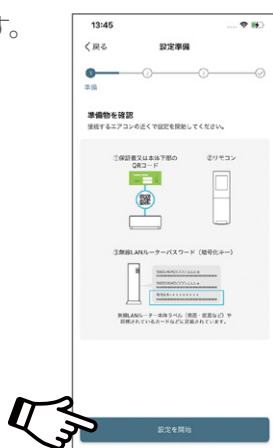 す。
13:45
戻る 設定準備
① ② ③
準備
準備物を確認
接続するエアコンの近くで設定を開始してください。
①保証書又は本体下部の
QRコード
②リモコン
③無線LANルーターパスワード（暗号化キー）
無線LANルーター本体ラベル（側面・底面など）や
同梱されているカードなどに記載されています。
設定を開始